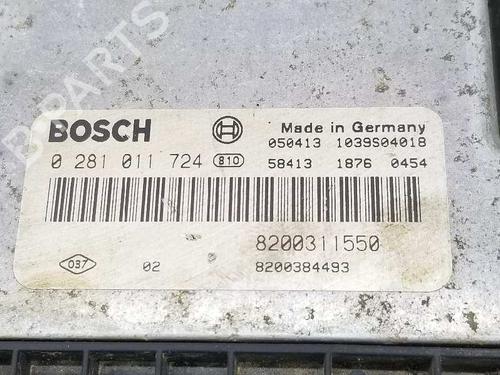 B-PARTS
BOSCH
Made in Germany
050413 1039S04018
0 281 011 724 810
58413 1876 0454
8200311550
037 02 8200384493